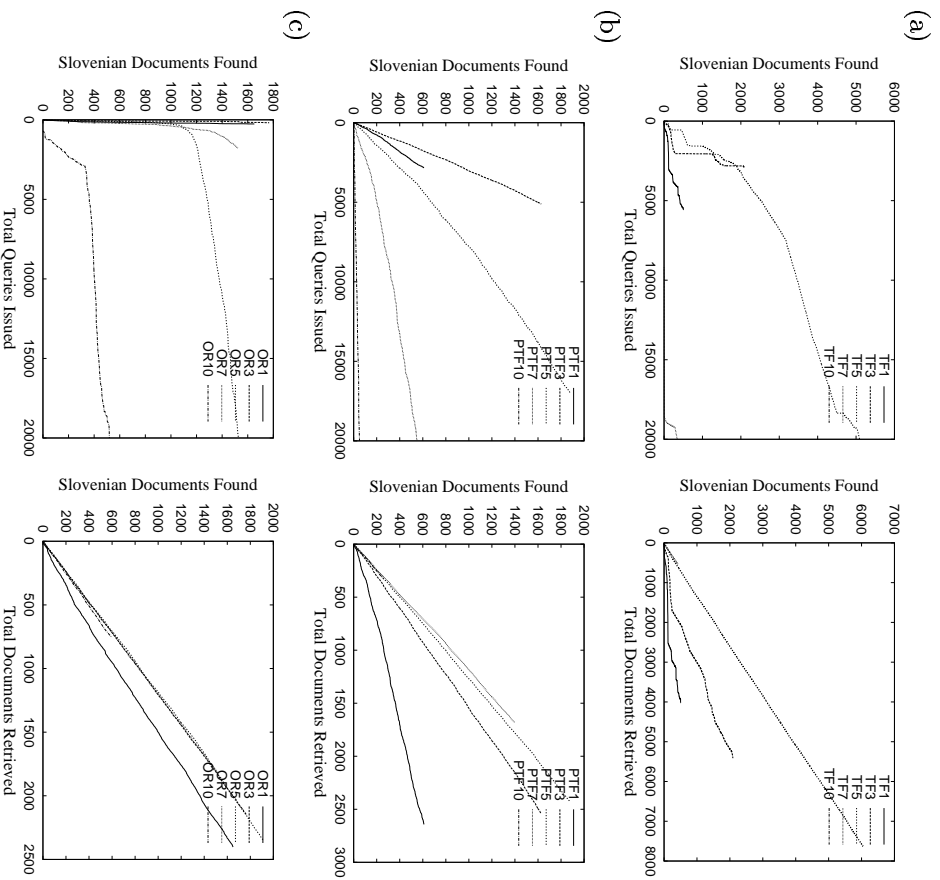 (a)
Slovenian Documents Found
0 1000 2000 3000 4000 5000 6000
0 5000 10000 15000 20000
Total Queries Issued
TF1
TF3
TF5
TF7
TF10
Slovenian Documents Found
0 1000 2000 3000 4000 5000 6000 7000
0 1000 2000 3000 4000 5000 6000 7000 8000
Total Documents Retrieved
TF1
TF3
TF5
TF7
TF10
(b)
Slovenian Documents Found
0 200 400 600 800 1000 1200 1400 1600 1800 2000
0 5000 10000 15000 20000
Total Queries Issued
PTF1
PTF3
PTF5
PTF7
PTF10
Slovenian Documents Found
0 200 400 600 800 1000 1200 1400 1600 1800 2000
0 500 1000 1500 2000 2500 3000
Total Documents Retrieved
PTF1
PTF3
PTF5
PTF7
PTF10
(c)
Slovenian Documents Found
0 200 400 600 800 1000 1200 1400 1600 1800
0 5000 10000 15000 20000
Total Queries Issued
OR1
OR3
OR5
OR7
OR10
Slovenian Documents Found
0 200 400 600 800 1000 1200 1400 1600 1800 2000
0 500 1000 1500 2000 2500
Total Documents Retrieved
OR1
OR3
OR5
OR7
OR10